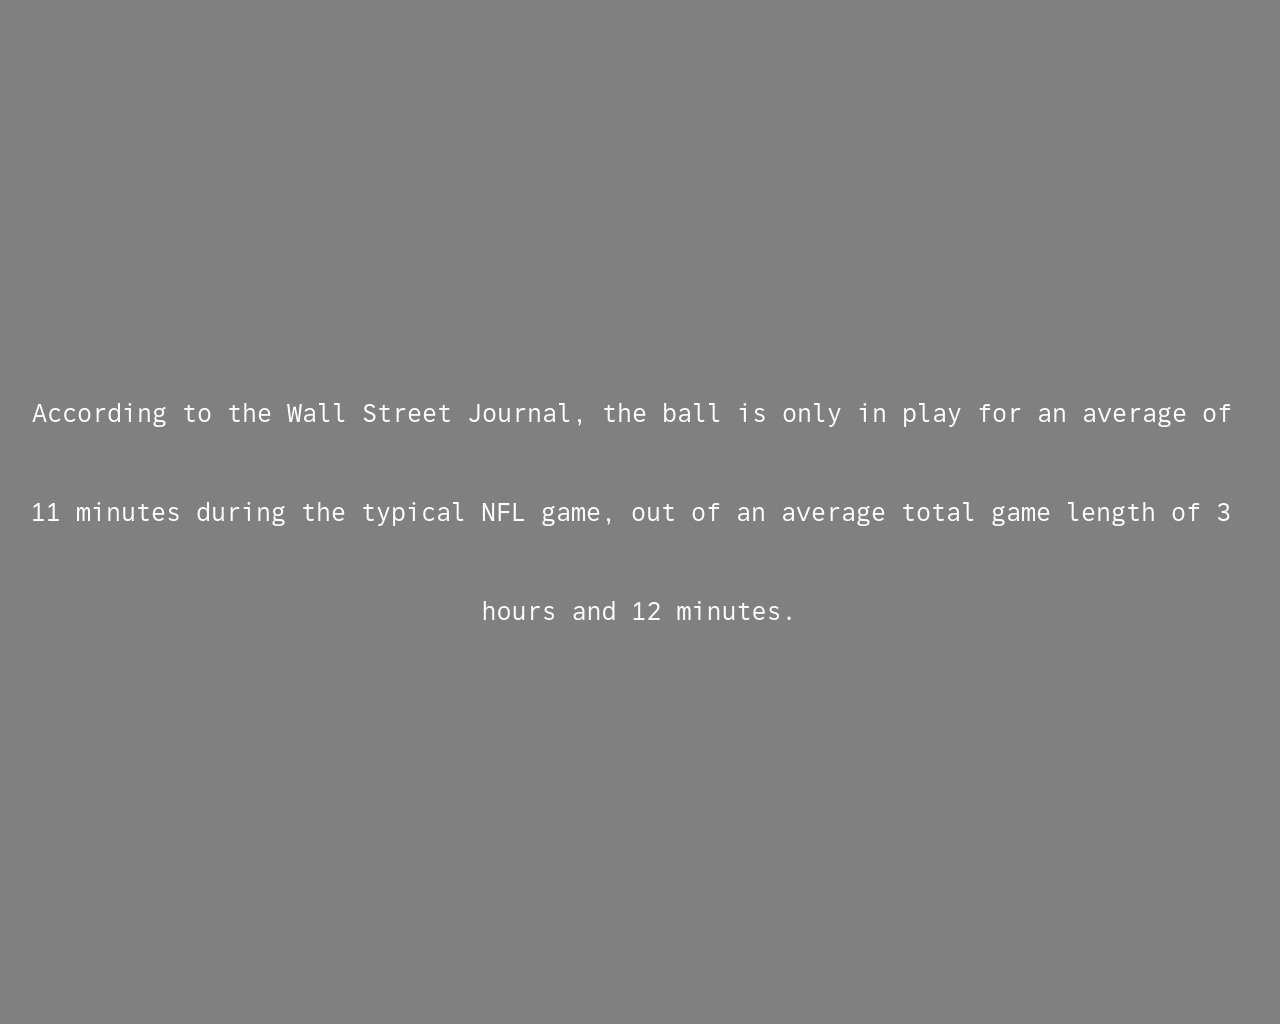 According to the Wall Street Journal, the ball is only in play for an average of
11 minutes during the typical NFL game, out of an average total game length of 3
hours and 12 minutes.